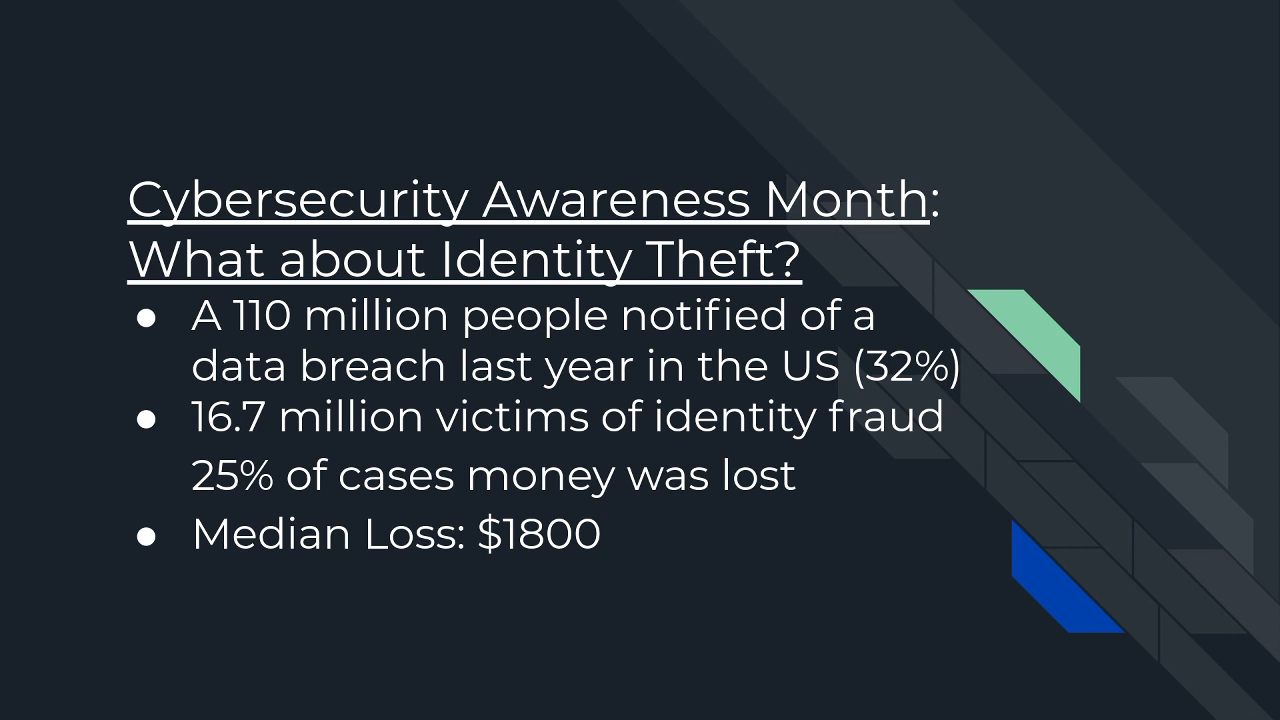 Cybersecurity Awareness Month:
What about Identity Theft?
● A 110 million people notified of a
data breach last year in the US (32%)
● 16.7 million victims of identity fraud
25% of cases money was lost
● Median Loss: $1800